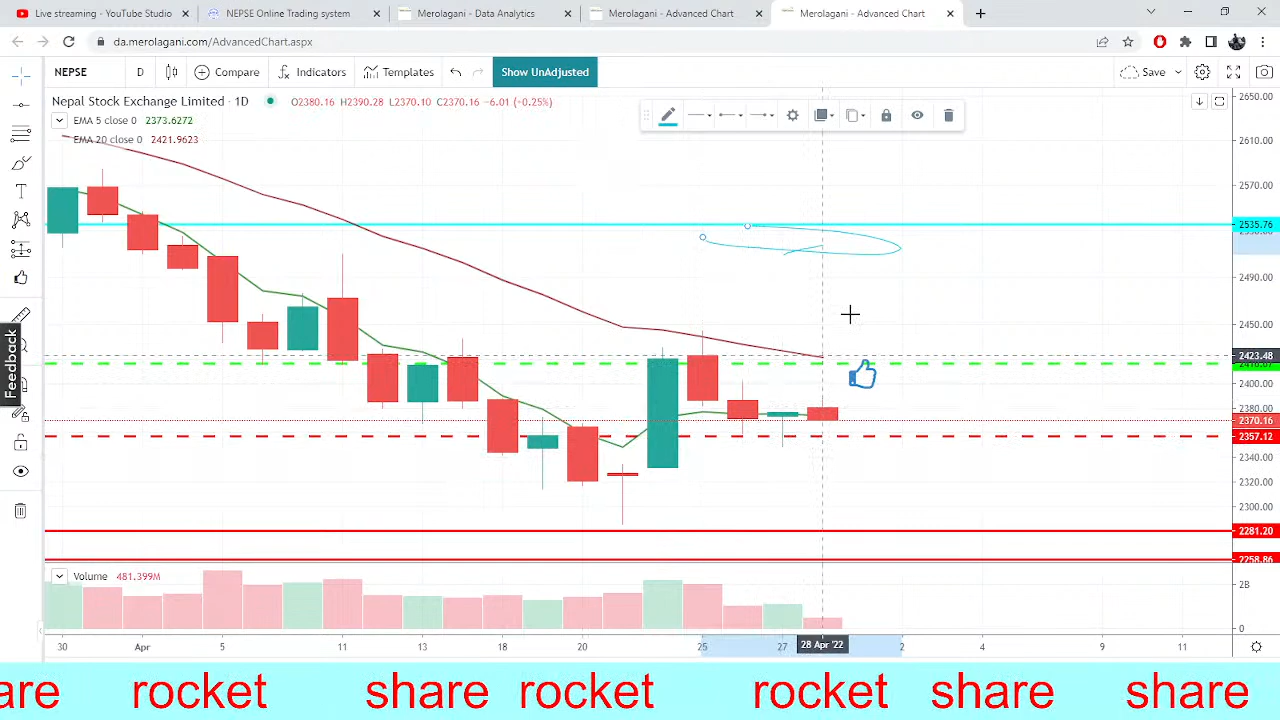 Live streaming - YouTube Studio
NEPSE Online Trading system
Merolagani - Data Analytics
Merolagani - Advanced Chart
Merolagani - Advanced Chart
da.merolagani.com/AdvancedChart.aspx
NEPSE D Compare Indicators Templates Show UnAdjusted Save
Nepal Stock Exchange Limited · 1D O2380.16 H2390.28 L2370.10 C2370.16 -6.01 (-0.25%)
EMA 5 close 0 2373.6272
EMA 20 close 0 2421.9623
2650.00
2610.00
2570.00
2535.76
2490.00
2450.00
2423.48
2400.00
2380.00
2370.16
2357.12
2340.00
2320.00
2300.00
2281.20
2258.86
Feedback
Volume 481.399M
2B
0
30 Apr 5 11 13 18 20 25 27 28 Apr '22 2 4 9 11
are rocket share rocket rocket share share